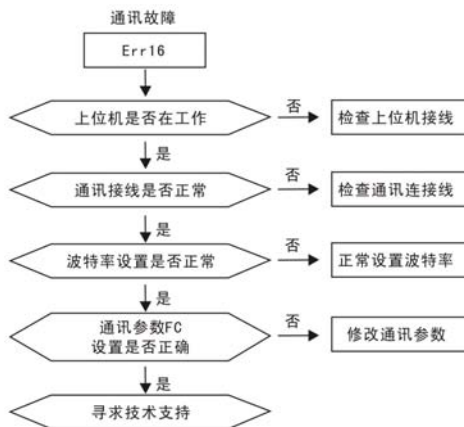 通讯故障
Err16
上位机是否在工作
否
检查上位机接线
是
通讯接线是否正常
否
检查通讯连接线
是
波特率设置是否正常
否
正常设置波特率
是
通讯参数FC
设置是否正确
否
修改通讯参数
是
寻求技术支持